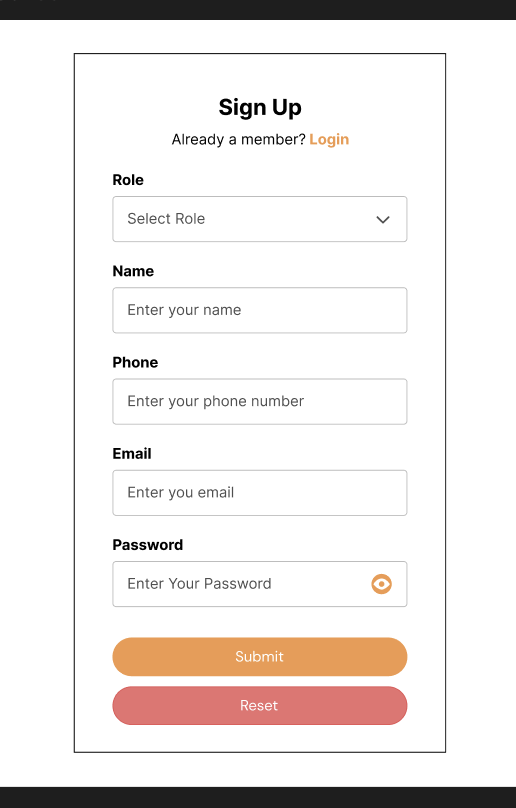 Sign Up
Already a member? Login
Role
Select Role
Name
Enter your name
Phone
Enter your phone number
Email
Enter you email
Password
Enter Your Password
Submit
Reset